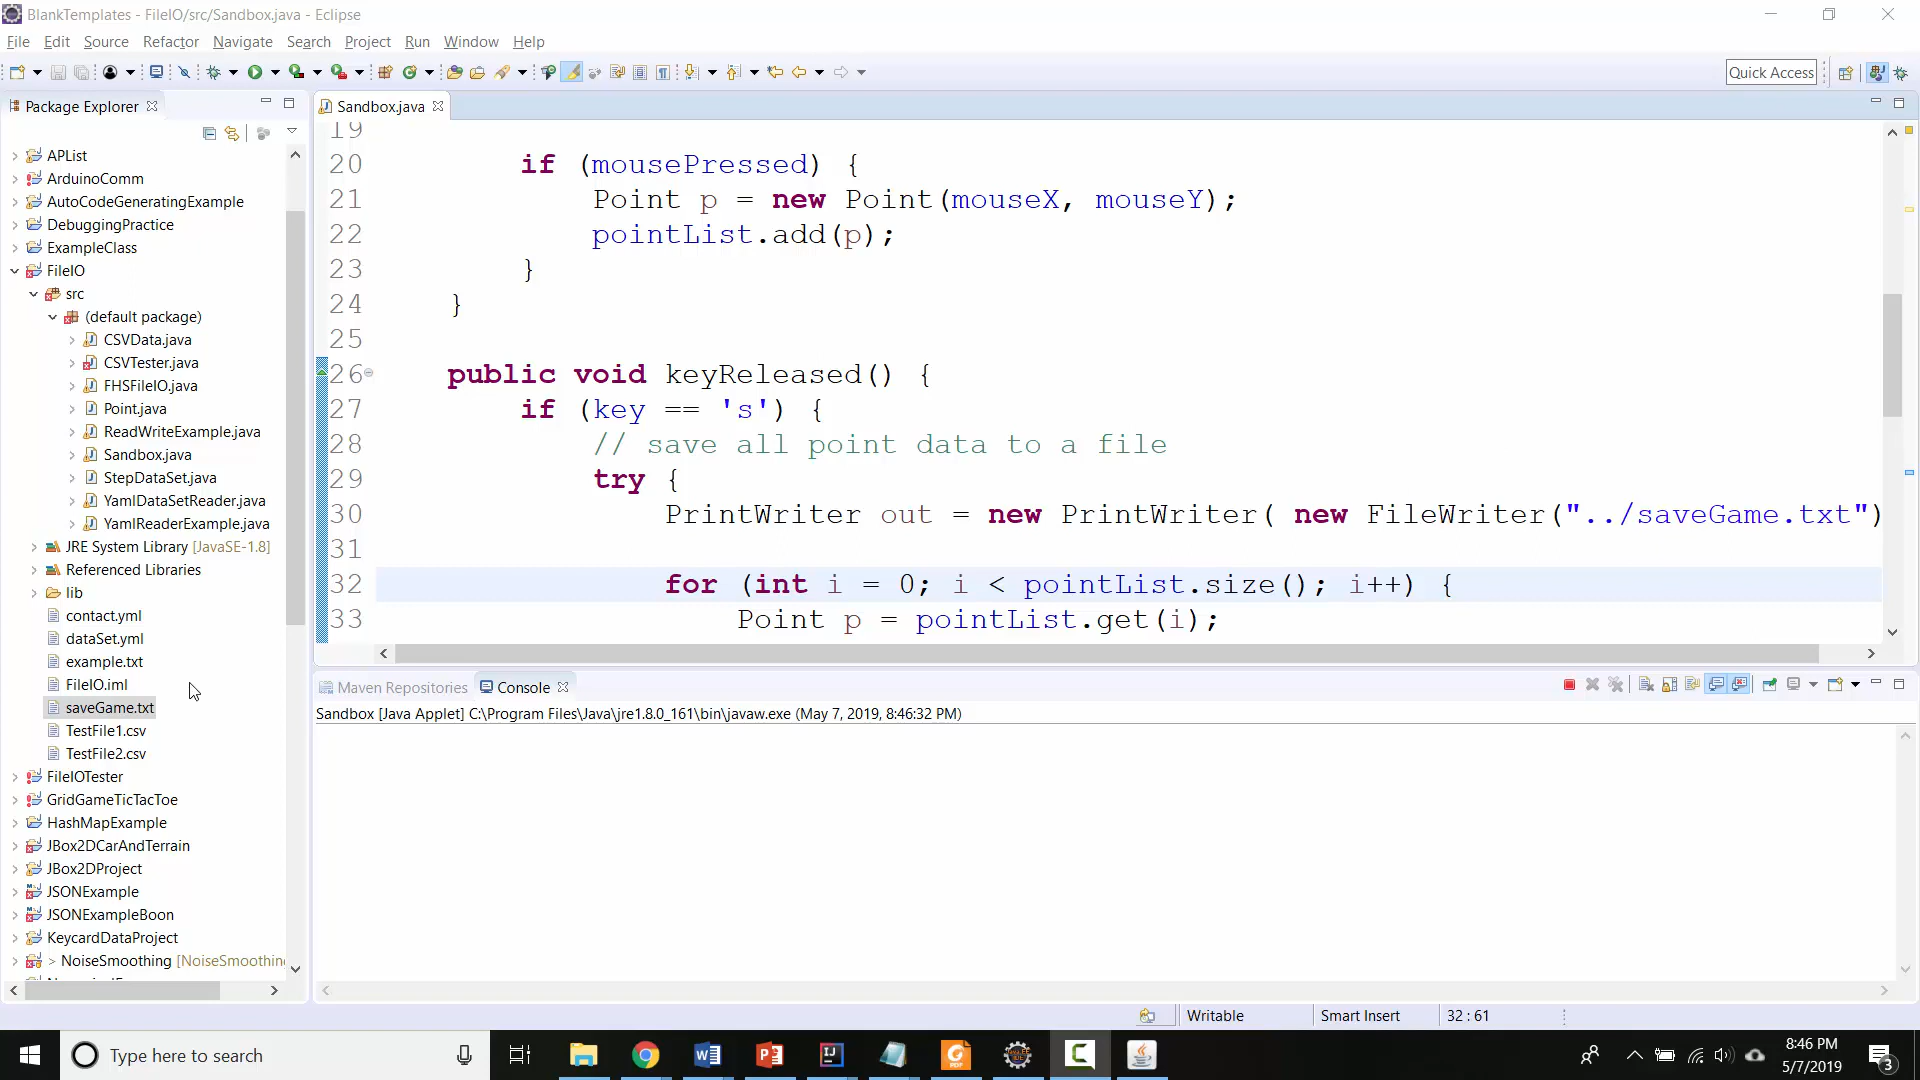 BlankTemplates - FileIO/src/Sandbox.java - Eclipse
File Edit Source Refactor Navigate Search Project Run Window Help
Quick Access
Package Explorer
Sandbox.java
APList
ArduinoComm
AutoCodeGeneratingExample
DebuggingPractice
ExampleClass
FileIO
src
(default package)
CSVData.java
CSVTester.java
FHSFileIO.java
Point.java
ReadWriteExample.java
Sandbox.java
StepDataSet.java
YamlDataSetReader.java
YamlReaderExample.java
JRE System Library [JavaSE-1.8]
Referenced Libraries
lib
contact.yml
dataSet.yml
example.txt
FileIO.iml
saveGame.txt
TestFile1.csv
TestFile2.csv
FileIOTester
GridGameTicTacToe
HashMapExample
JBox2DCarAndTerrain
JBox2DProject
JSONExample
JSONExampleBoon
KeycardDataProject
> NoiseSmoothing [NoiseSmoothing
19
20 if (mousePressed) {
21 Point p = new Point(mouseX, mouseY);
22 pointList.add(p);
23 }
24 }
25
26 public void keyReleased() {
27 if (key == 's') {
28 // save all point data to a file
29 try {
30 PrintWriter out = new PrintWriter( new FileWriter("../saveGame.txt")
31
32 for (int i = 0; i < pointList.size(); i++) {
33 Point p = pointList.get(i);
Maven Repositories Console
Sandbox [Java Applet] C:\Program Files\Java\jre1.8.0_161\bin\javaw.exe (May 7, 2019, 8:46:32 PM)
Writable Smart Insert 32 : 61
Type here to search
8:46 PM
5/7/2019
3